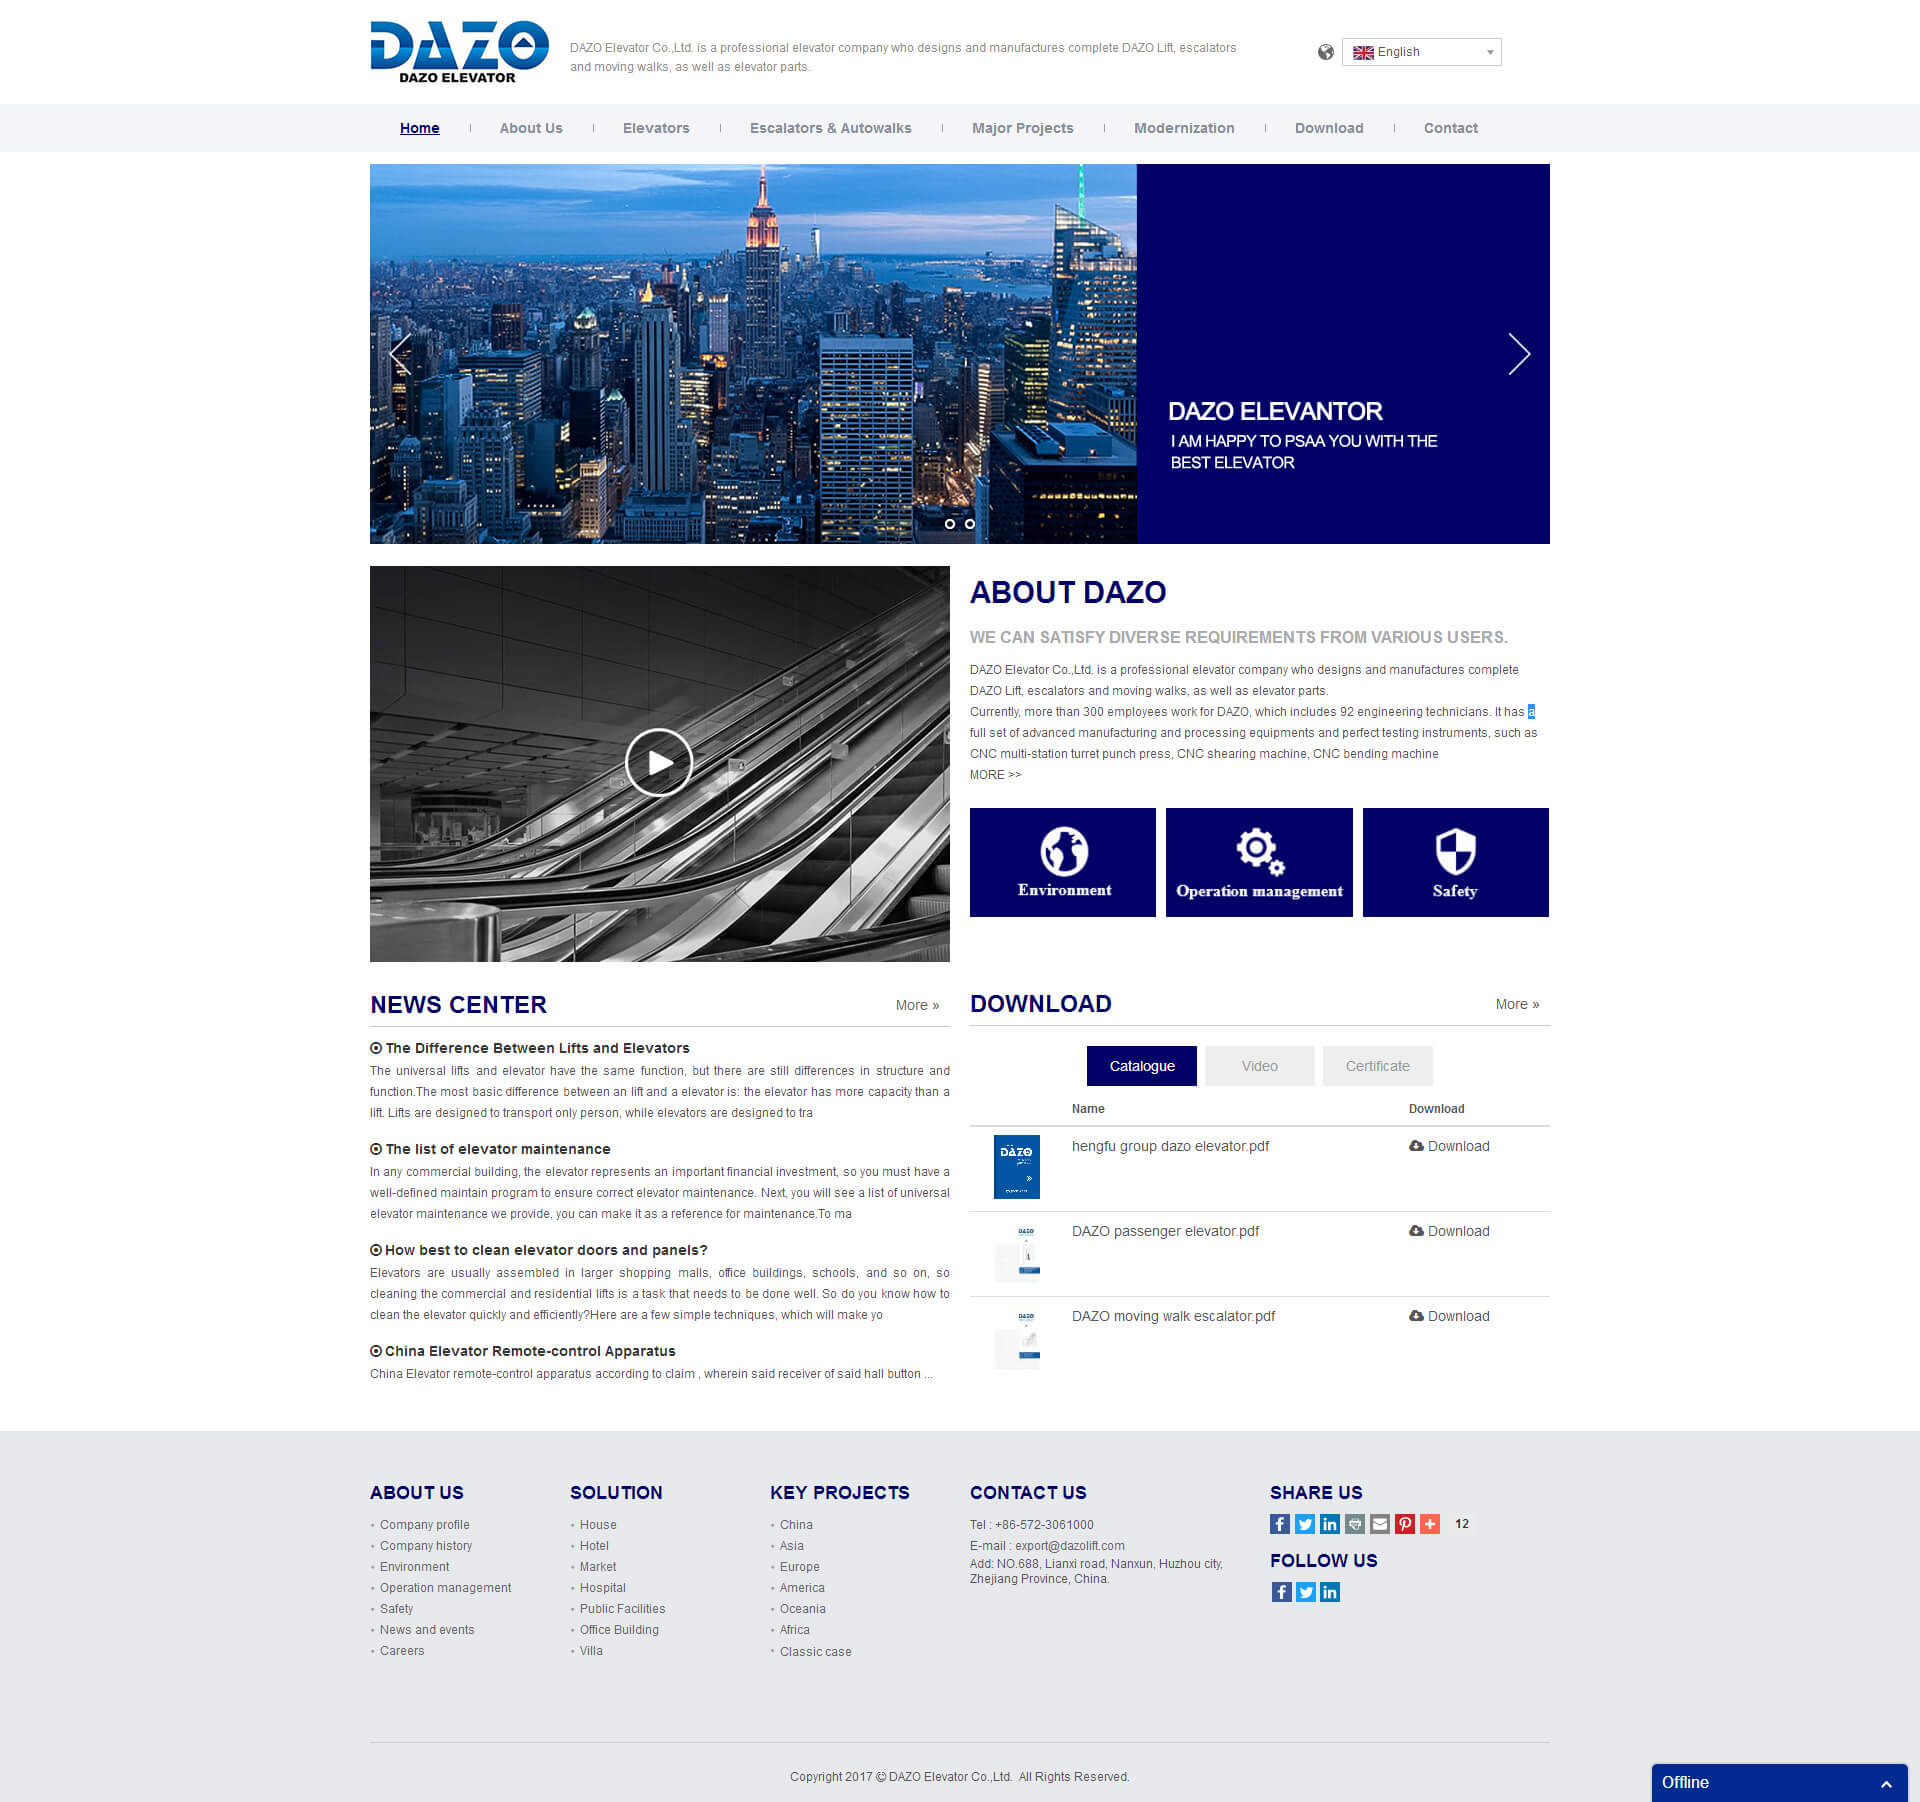 DAZO
DAZO ELEVATOR
DAZO Elevator Co.,Ltd. is a professional elevator company who designs and manufactures complete DAZO Lift, escalators
and moving walks, as well as elevator parts.
English
Home
About Us
Elevators
Escalators & Autowalks
Major Projects
Modernization
Download
Contact
DAZO ELEVANTOR
I AM HAPPY TO PSAA YOU WITH THE
BEST ELEVATOR
ABOUT DAZO
WE CAN SATISFY DIVERSE REQUIREMENTS FROM VARIOUS USERS.
DAZO Elevator Co.,Ltd. is a professional elevator company who designs and manufactures complete
DAZO Lift, escalators and moving walks, as well as elevator parts.
Currently, more than 300 employees work for DAZO, which includes 92 engineering technicians. It has a
full set of advanced manufacturing and processing equipments and perfect testing instruments, such as
CNC multi-station turret punch press, CNC shearing machine, CNC bending machine
MORE >>
Environment
Operation management
Safety
NEWS CENTER
More »
The Difference Between Lifts and Elevators
The universal lifts and elevator have the same function, but there are still differences in structure and
function.The most basic difference between an lift and a elevator is: the elevator has more capacity than a
lift. Lifts are designed to transport only person, while elevators are designed to tra
The list of elevator maintenance
In any commercial building, the elevator represents an important financial investment, so you must have a
well-defined maintain program to ensure correct elevator maintenance. Next, you will see a list of universal
elevator maintenance we provide, you can make it as a reference for maintenance.To ma
How best to clean elevator doors and panels?
Elevators are usually assembled in larger shopping malls, office buildings, schools, and so on, so
cleaning the commercial and residential lifts is a task that needs to be done well. So do you know how to
clean the elevator quickly and efficiently?Here are a few simple techniques, which will make yo
China Elevator Remote-control Apparatus
China Elevator remote-control apparatus according to claim , wherein said receiver of said hall button ...
DOWNLOAD
More »
Catalogue
Video
Certificate
Name
Download
DAZO
hengfu group dazo elevator.pdf
Download
DAZO
DAZO passenger elevator.pdf
Download
DAZO
DAZO moving walk escalator.pdf
Download
ABOUT US
Company profile
Company history
Environment
Operation management
Safety
News and events
Careers
SOLUTION
House
Hotel
Market
Hospital
Public Facilities
Office Building
Villa
KEY PROJECTS
China
Asia
Europe
America
Oceania
Africa
Classic case
CONTACT US
Tel : +86-572-3061000
E-mail : export@dazolift.com
Add: NO.688, Lianxi road, Nanxun, Huzhou city,
Zhejiang Province, China.
SHARE US
12
FOLLOW US
Copyright 2017 © DAZO Elevator Co.,Ltd. All Rights Reserved.
Offline